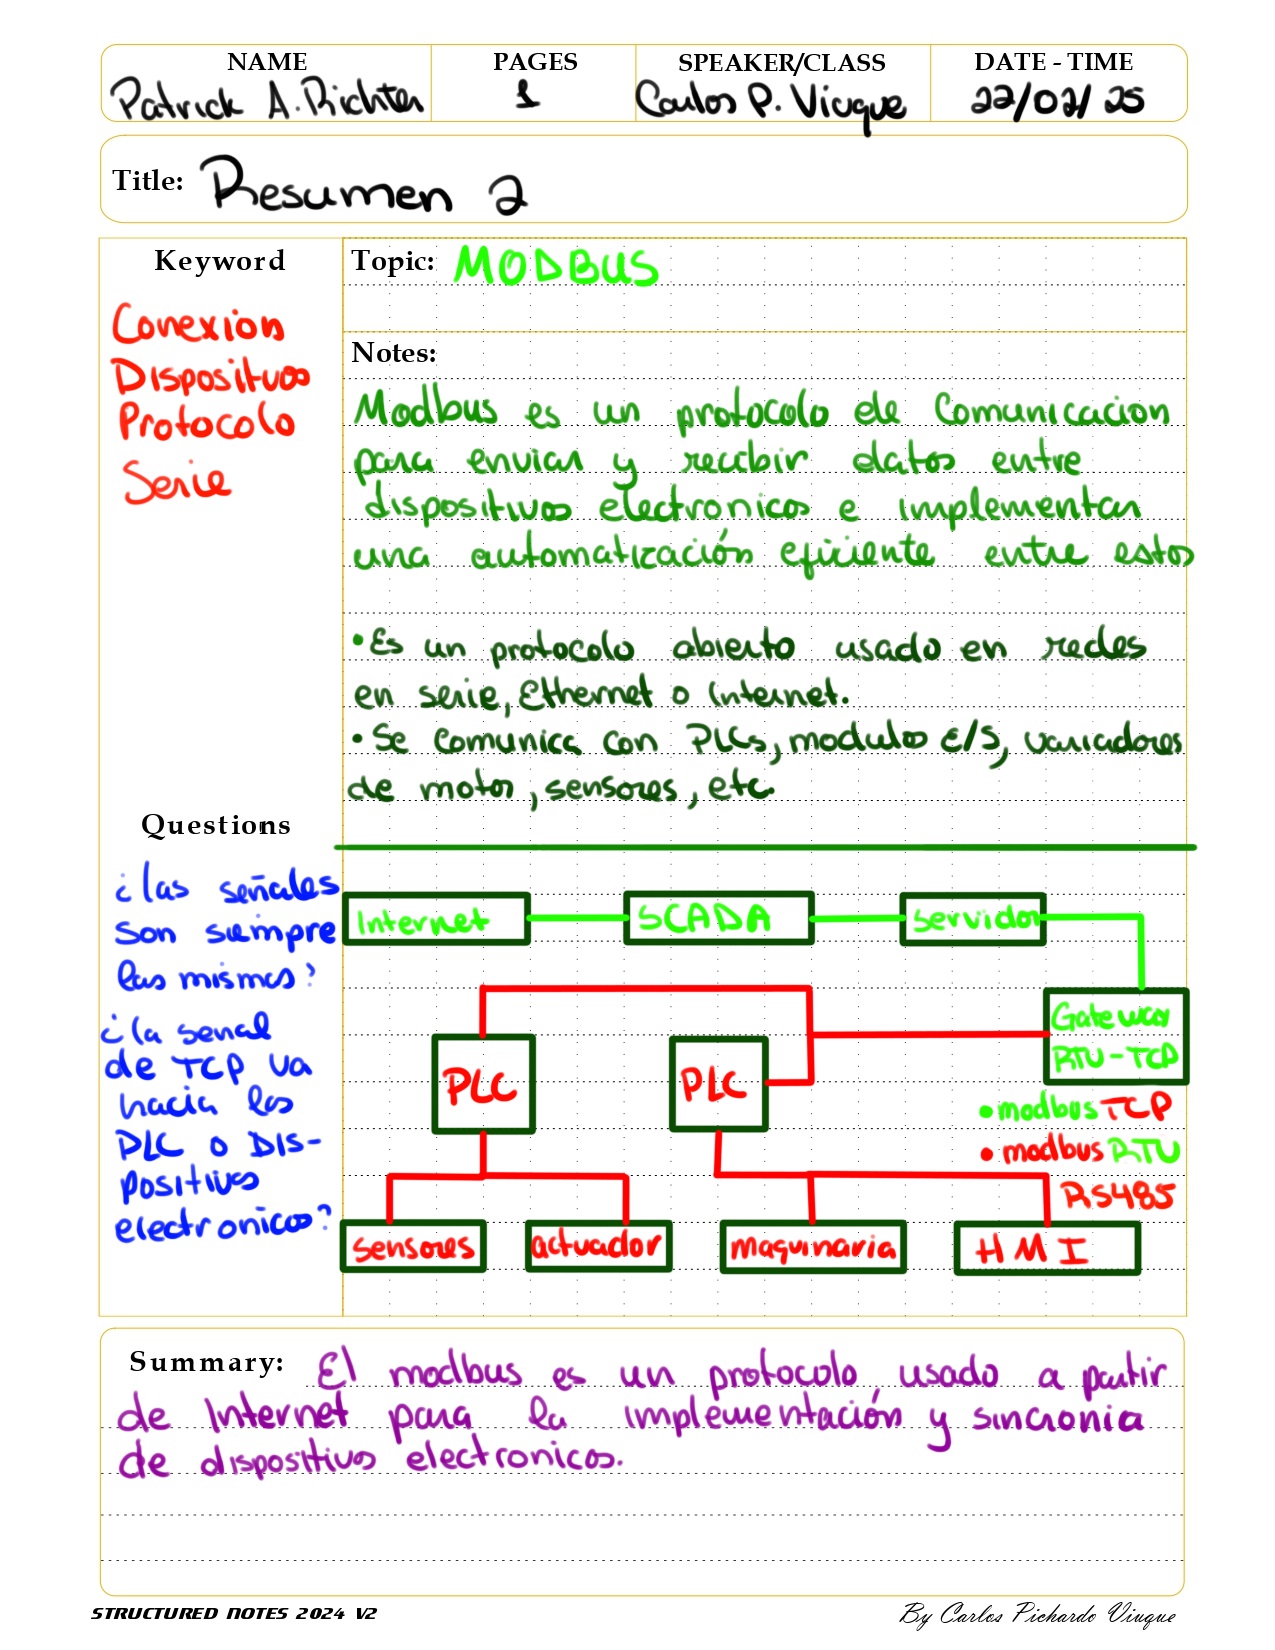 NAME PAGES SPEAKER/CLASS DATE - TIME
Patrick A. Richter 1 Carlos P. Viuque 22/02/25
Title: Resumen 2
Keyword
Conexion
Dispositivos
Protocolo
Serie
Topic: MODBUS
Notes:
Modbus es un protocolo de Comunicacion
para enviar y recibir datos entre
dispositivos electronicos e implementan
una automatización eficiente entre estos
• Es un protocolo abierto usado en redes
en serie, Ethernet o internet.
• Se comunica con PLCs, modulos E/S, variadores
de motor, sensores, etc.
Questions
¿las señales
son siempre
las mismas?
¿la senal
de TCP va
hacia los
PLC o Dis-
positivos
electronicos?
Internet SCADA Servidor
Gateway
RTU-TCP
PLC PLC
• modbus TCP
• modbus RTU
RS485
sensores actuador maquinaria HMI
Summary: El modbus es un protocolo, usado a partir
de Internet para la implementación y sincronia
de dispositivos electronicos.
STRUCTURED NOTES 2024 V2 By Carlos Pichardo Viuque